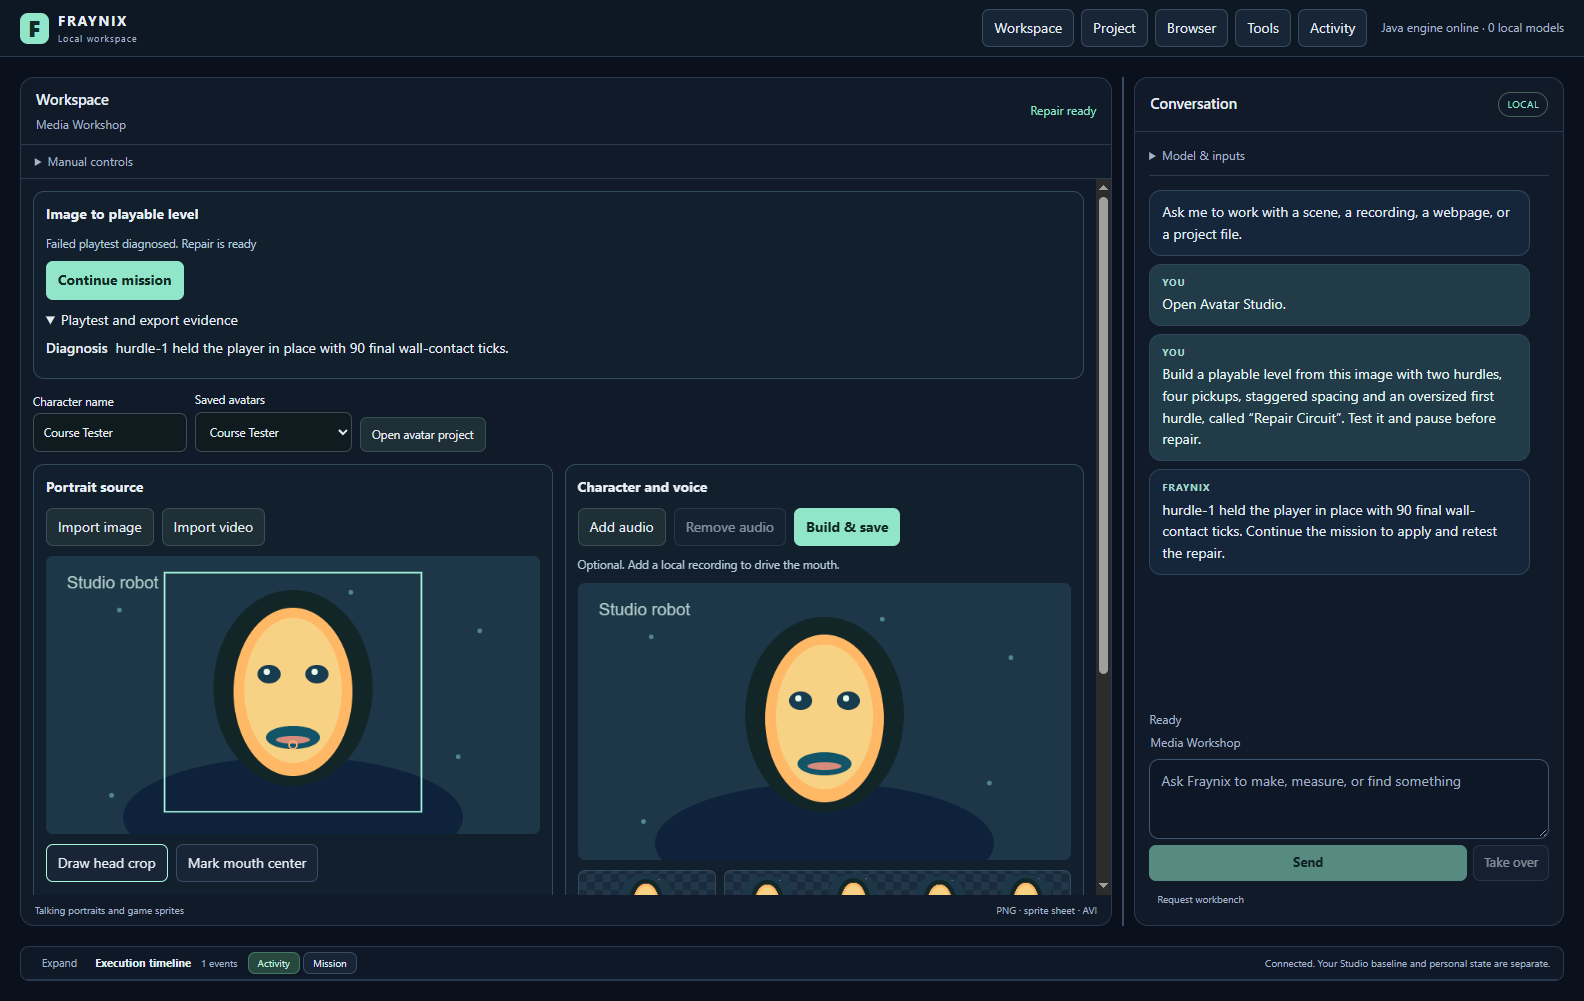 F
FRAYNIX
Local workspace
Workspace
Project
Browser
Tools
Activity
Java engine online · 0 local models
Workspace
Media Workshop
Repair ready
Manual controls
Image to playable level
Failed playtest diagnosed. Repair is ready
Continue mission
Playtest and export evidence
Diagnosis hurdle-1 held the player in place with 90 final wall-contact ticks.
Character name
Saved avatars
Course Tester
Course Tester
Open avatar project
Portrait source
Import image
Import video
Studio robot
Draw head crop
Mark mouth center
Character and voice
Add audio
Remove audio
Build & save
Optional. Add a local recording to drive the mouth.
Studio robot
Talking portraits and game sprites
PNG · sprite sheet · AVI
Conversation
LOCAL
Model & inputs
Ask me to work with a scene, a recording, a webpage, or
a project file.
YOU
Open Avatar Studio.
YOU
Build a playable level from this image with two hurdles,
four pickups, staggered spacing and an oversized first
hurdle, called “Repair Circuit”. Test it and pause before
repair.
FRAYNIX
hurdle-1 held the player in place with 90 final wall-
contact ticks. Continue the mission to apply and retest
the repair.
Ready
Media Workshop
Ask Fraynix to make, measure, or find something
Send
Take over
Request workbench
Expand
Execution timeline
1 events
Activity
Mission
Connected. Your Studio baseline and personal state are separate.